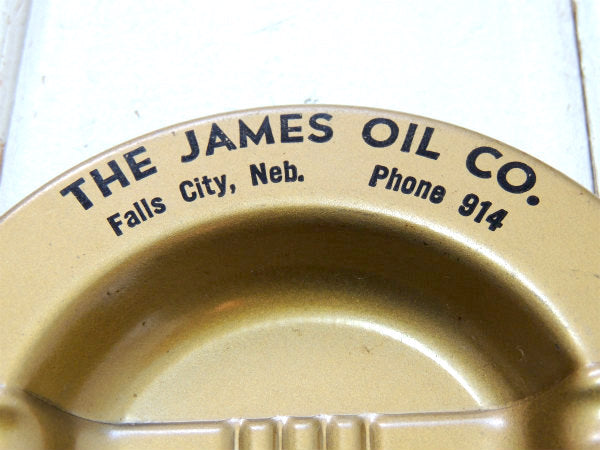 THE JAMES OIL CO.
Falls City, Neb. Phone 914